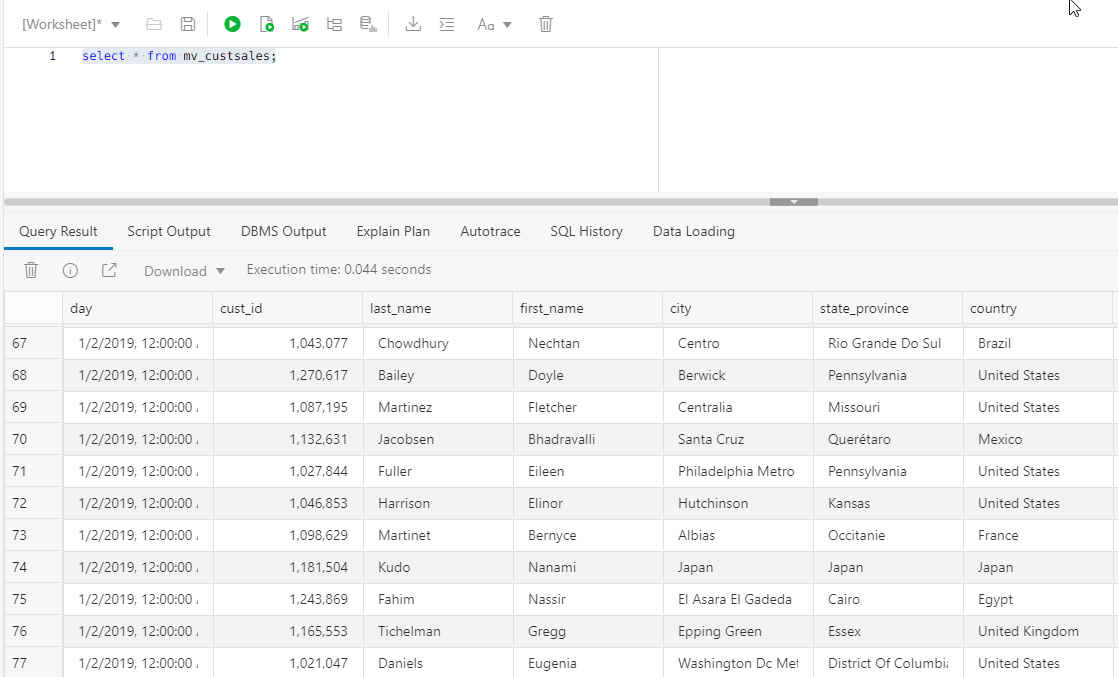 [Worksheet]* Aa
1 select * from mv_custsales;
Query Result Script Output DBMS Output Explain Plan Autotrace SQL History Data Loading
Download Execution time: 0.044 seconds
day cust_id last_name first_name city state_province country
67 1/2/2019, 12:00:00 1,043,077 Chowdhury Nechtan Centro Rio Grande Do Sul Brazil
68 1/2/2019, 12:00:00 1,270,617 Bailey Doyle Berwick Pennsylvania United States
69 1/2/2019, 12:00:00 1,087,195 Martinez Fletcher Centralia Missouri United States
70 1/2/2019, 12:00:00 1,132,631 Jacobsen Bhadravalli Santa Cruz Querétaro Mexico
71 1/2/2019, 12:00:00 1,027,844 Fuller Eileen Philadelphia Metro Pennsylvania United States
72 1/2/2019, 12:00:00 1,046,853 Harrison Elinor Hutchinson Kansas United States
73 1/2/2019, 12:00:00 1,098,629 Martinet Bernyce Albias Occitanie France
74 1/2/2019, 12:00:00 1,181,504 Kudo Nanami Japan Japan Japan
75 1/2/2019, 12:00:00 1,243,869 Fahim Nassir El Asara El Gadeda Cairo Egypt
76 1/2/2019, 12:00:00 1,165,553 Tichelman Gregg Epping Green Essex United Kingdom
77 1/2/2019, 12:00:00 1,021,047 Daniels Eugenia Washington Dc Met District Of Columbi United States